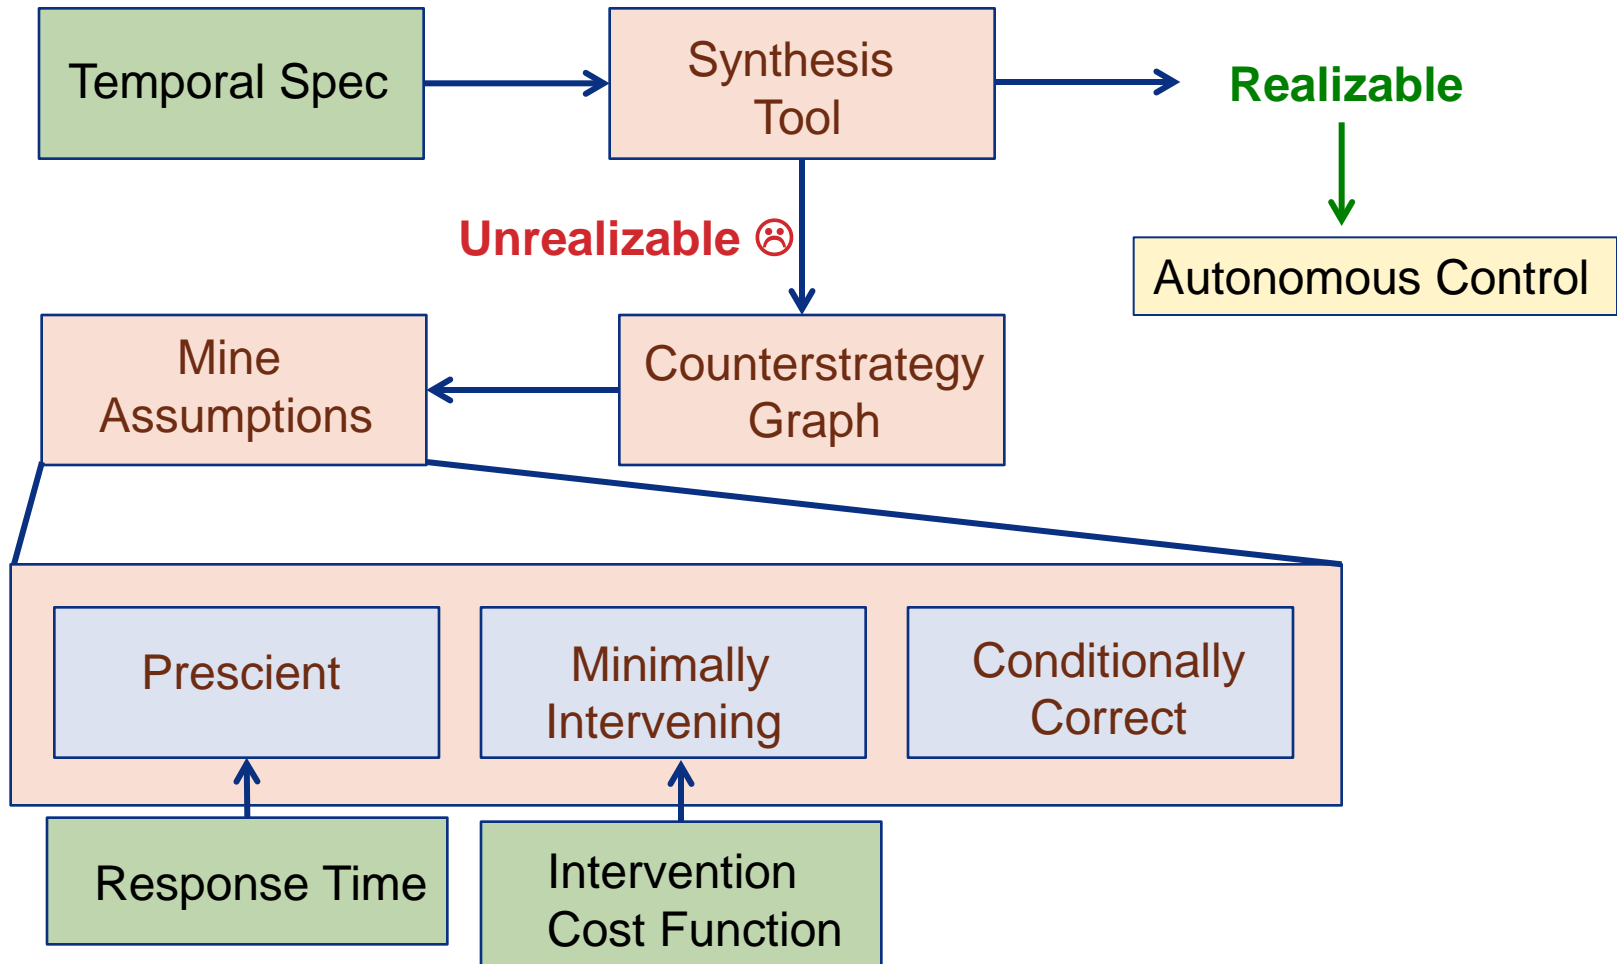 Temporal Spec
Synthesis
Tool
Realizable
Unrealizable ☹
Autonomous Control
Mine
Assumptions
Counterstrategy
Graph
Prescient
Minimally
Intervening
Conditionally
Correct
Response Time
Intervention
Cost Function